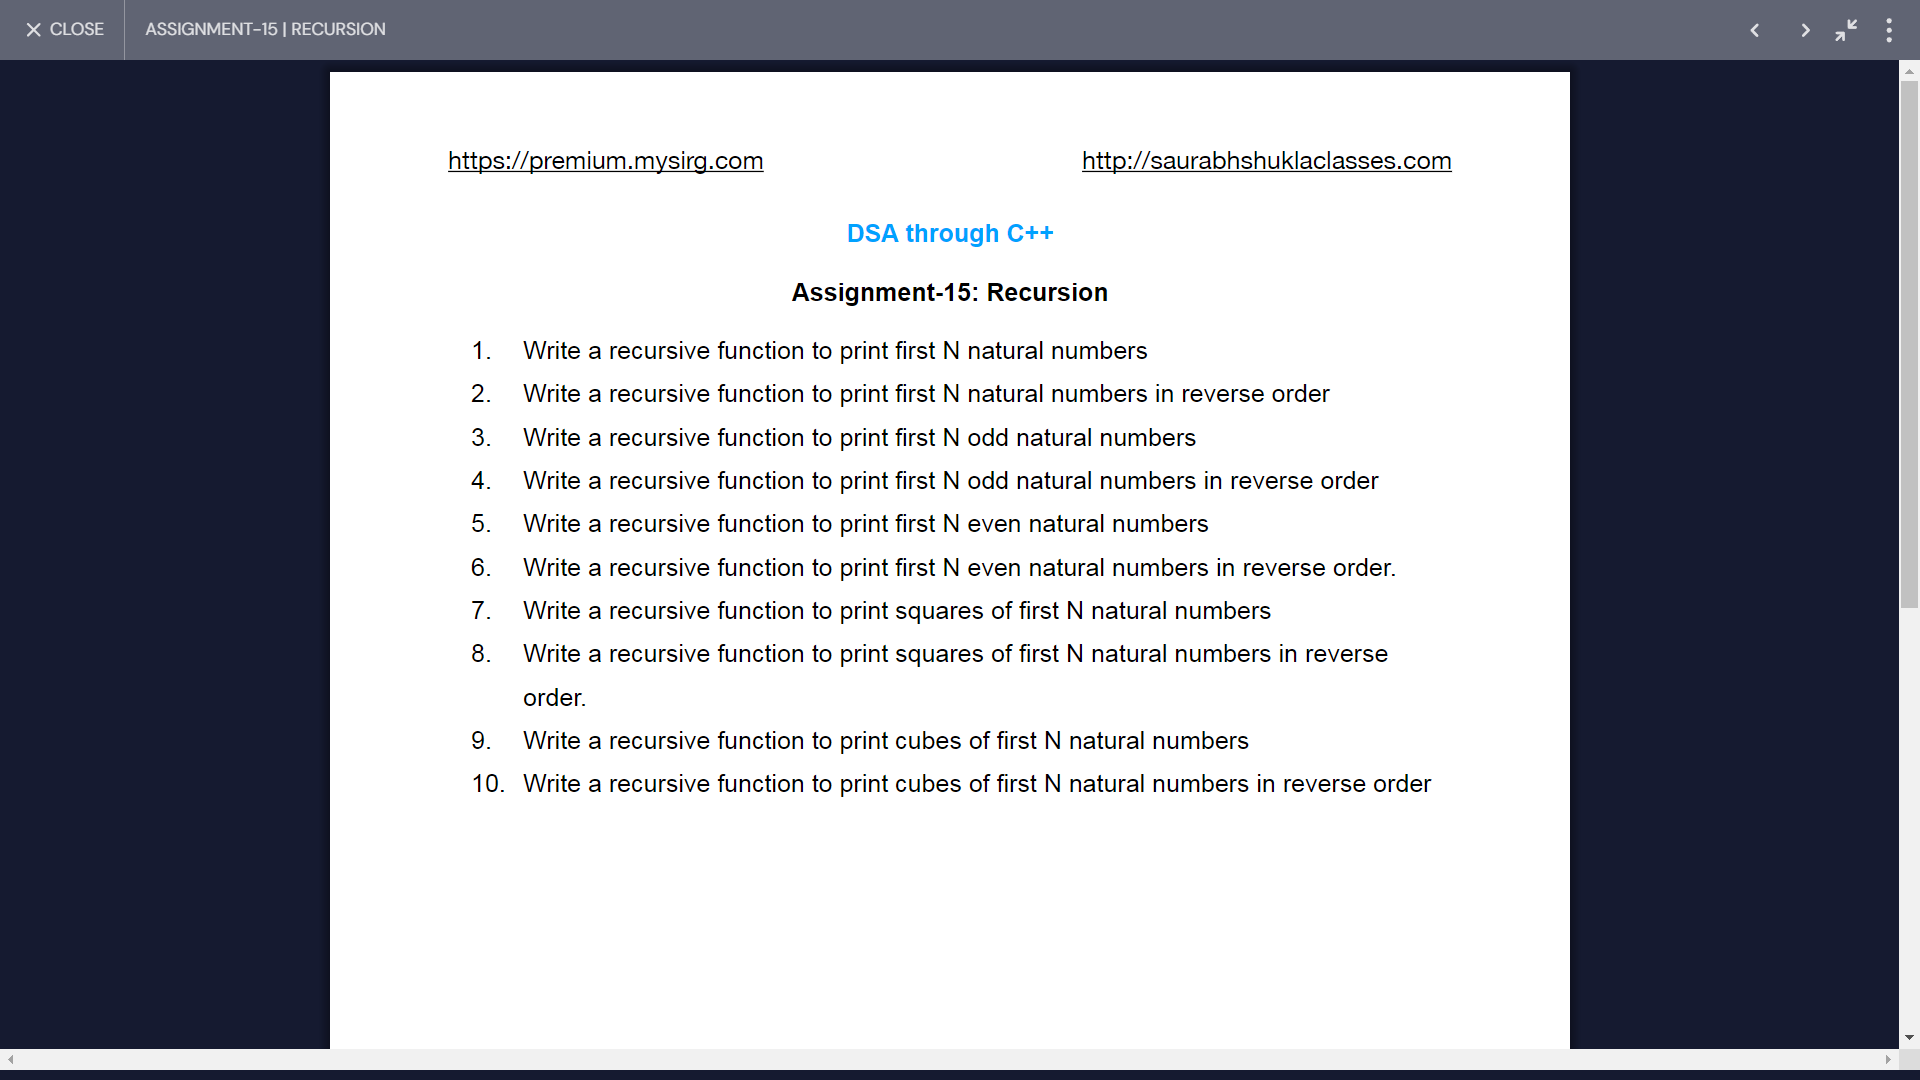 CLOSE
ASSIGNMENT-15 | RECURSION
https://premium.mysirg.com
http://saurabhshuklaclasses.com
DSA through C++
Assignment-15: Recursion
1. Write a recursive function to print first N natural numbers
2. Write a recursive function to print first N natural numbers in reverse order
3. Write a recursive function to print first N odd natural numbers
4. Write a recursive function to print first N odd natural numbers in reverse order
5. Write a recursive function to print first N even natural numbers
6. Write a recursive function to print first N even natural numbers in reverse order.
7. Write a recursive function to print squares of first N natural numbers
8. Write a recursive function to print squares of first N natural numbers in reverse
order.
9. Write a recursive function to print cubes of first N natural numbers
10. Write a recursive function to print cubes of first N natural numbers in reverse order